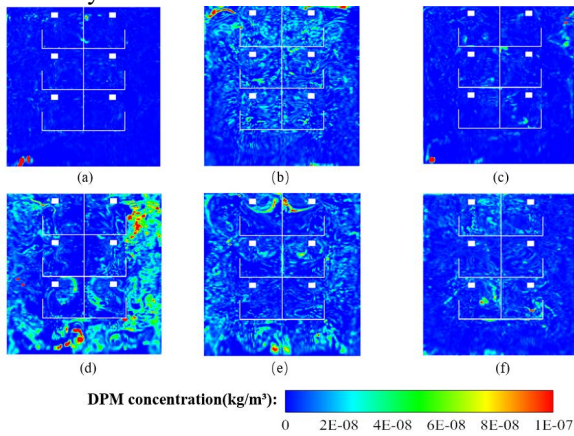 (a)
(b)
(c)
(d)
(e)
(f)
DPM concentration(kg/m³):
0 2E-08 4E-08 6E-08 8E-08 1E-07